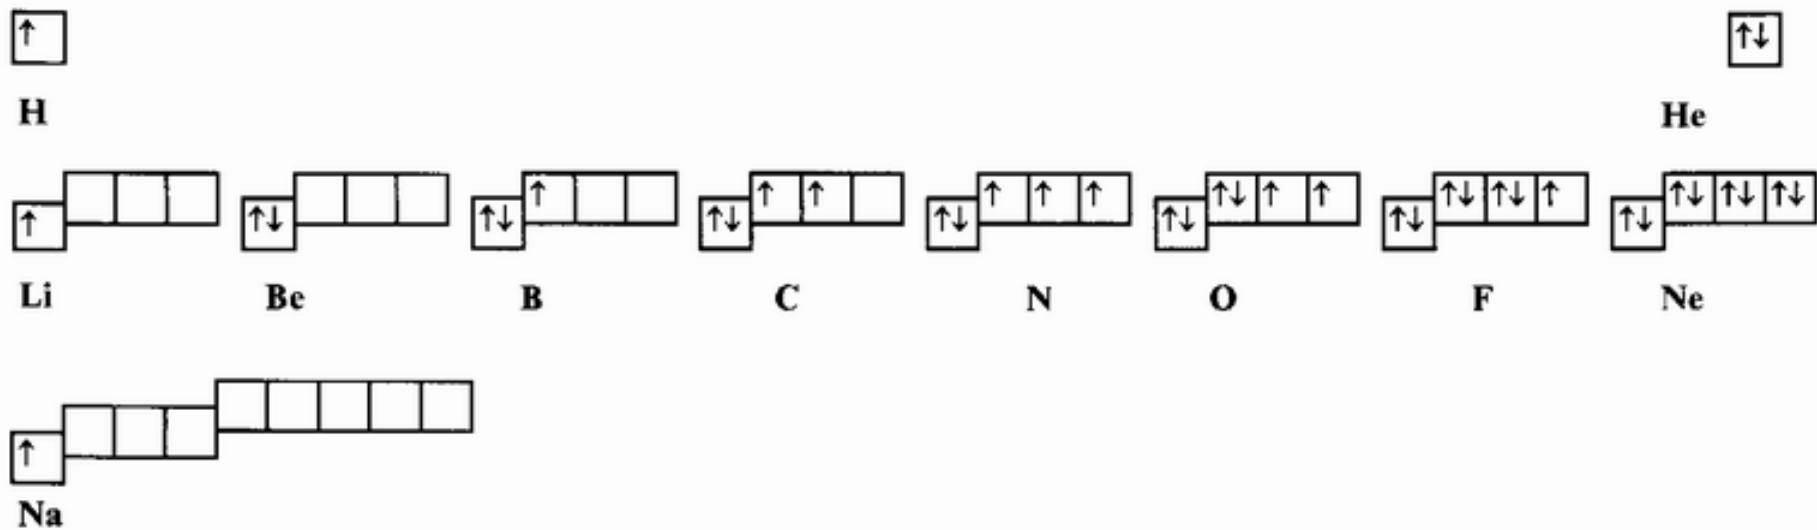 ↑ ↑↓
H He
↑ ↑↓ ↑↓ ↑ ↑↓ ↑ ↑ ↑↓ ↑ ↑ ↑ ↑↓ ↑↓ ↑ ↑ ↑↓ ↑↓ ↑↓ ↑ ↑↓ ↑↓ ↑↓ ↑↓
Li Be B C N O F Ne
↑
Na